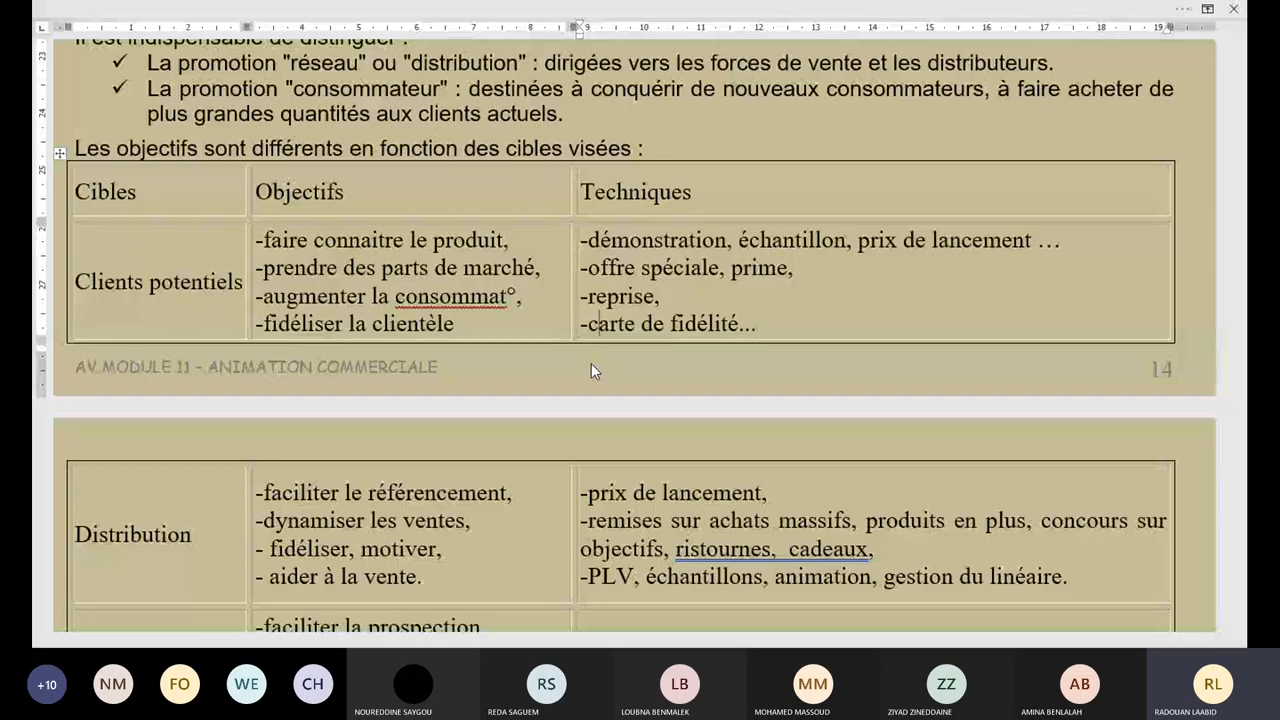 Il est indispensable de distinguer :
✓ La promotion "réseau" ou "distribution" : dirigées vers les forces de vente et les distributeurs.
✓ La promotion "consommateur" : destinées à conquérir de nouveaux consommateurs, à faire acheter de
plus grandes quantités aux clients actuels.
Les objectifs sont différents en fonction des cibles visées :
Cibles Objectifs Techniques
Clients potentiels
-faire connaitre le produit,
-prendre des parts de marché,
-augmenter la consommat°,
-fidéliser la clientèle
-démonstration, échantillon, prix de lancement …
-offre spéciale, prime,
-reprise,
-carte de fidélité...
AV MODULE 11 - ANIMATION COMMERCIALE 14
Distribution
-faciliter le référencement,
-dynamiser les ventes,
- fidéliser, motiver,
- aider à la vente.
-prix de lancement,
-remises sur achats massifs, produits en plus, concours sur
objectifs, ristournes, cadeaux,
-PLV, échantillons, animation, gestion du linéaire.
-faciliter la prospection
+10 NM FO WE CH RS LB MM ZZ AB RL
NOUREDDINE SAYGOU REDA SAGUEM LOUBNA BENMALEK MOHAMED MASSOUD ZIYAD ZINEDDAINE AMINA BENLALAH RADOUAN LAABID